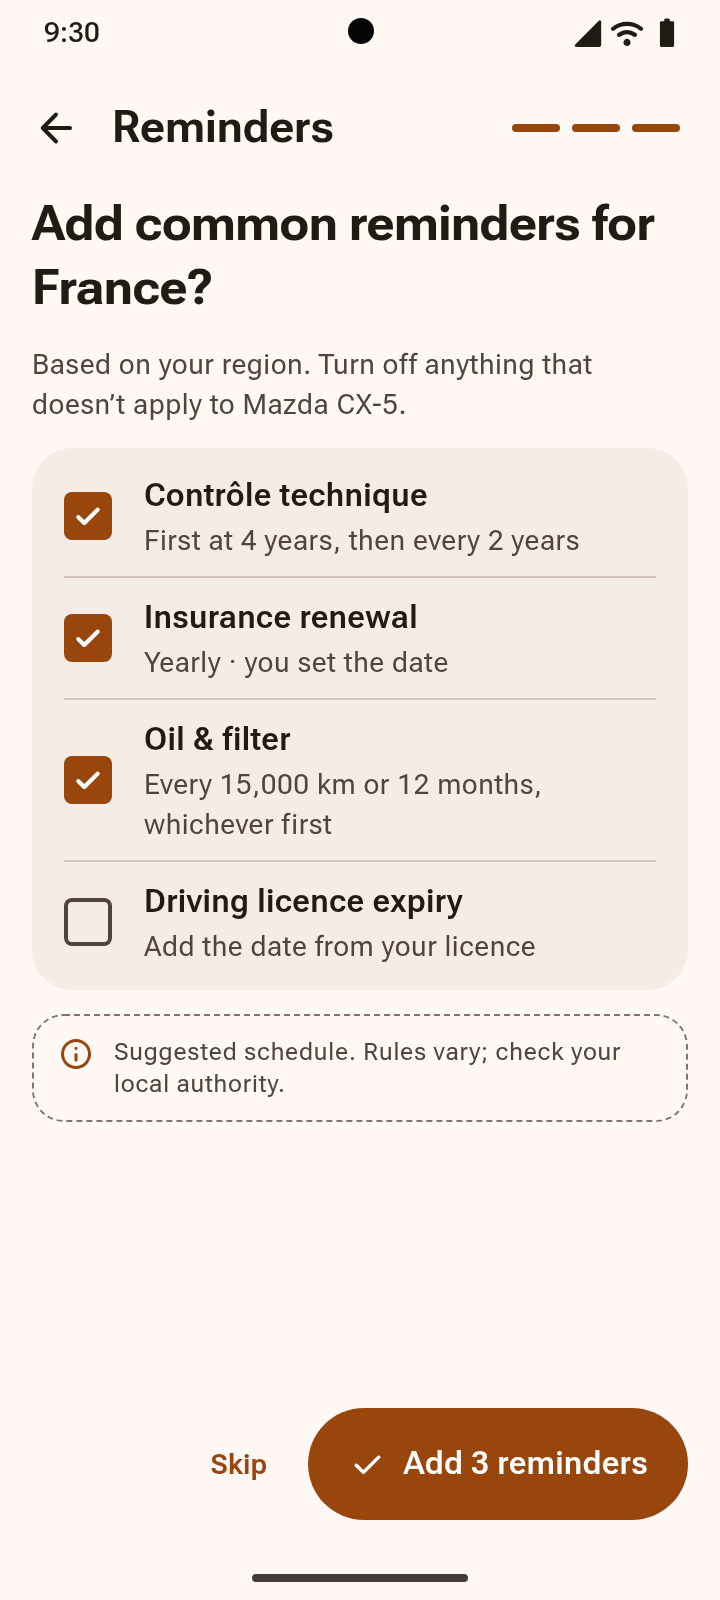 9:30
Reminders
Add common reminders for
France?
Based on your region. Turn off anything that
doesn’t apply to Mazda CX-5.
Contrôle technique
First at 4 years, then every 2 years
Insurance renewal
Yearly · you set the date
Oil & filter
Every 15,000 km or 12 months,
whichever first
Driving licence expiry
Add the date from your licence
Suggested schedule. Rules vary; check your
local authority.
Skip
Add 3 reminders